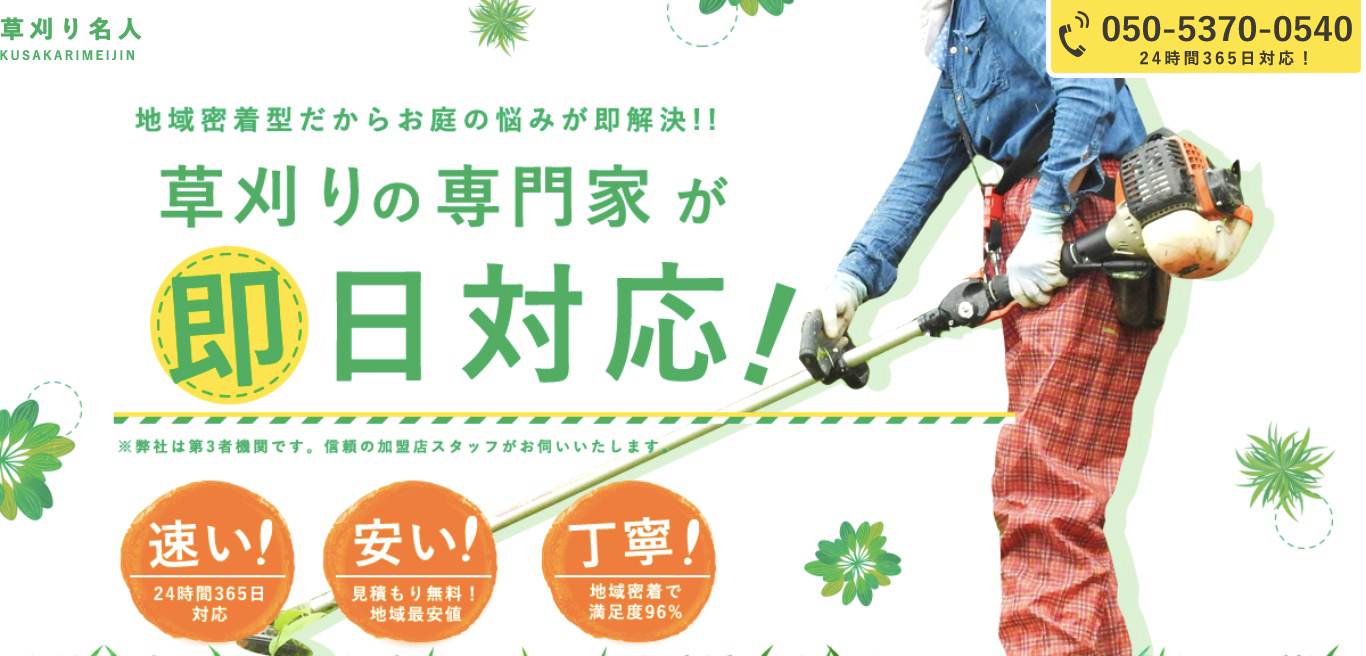 草刈り名人
KUSAKARIMEIJIN
050-5370-0540
24時間365日対応！
地域密着型だからお庭の悩みが即解決!!
草刈りの専門家が
即日対応!
※弊社は第3者機関です。信頼の加盟店スタッフがお伺いいたします。
速い!
24時間365日
対応
安い!
見積もり無料！
地域最安値
丁寧!
地域密着で
満足度96%